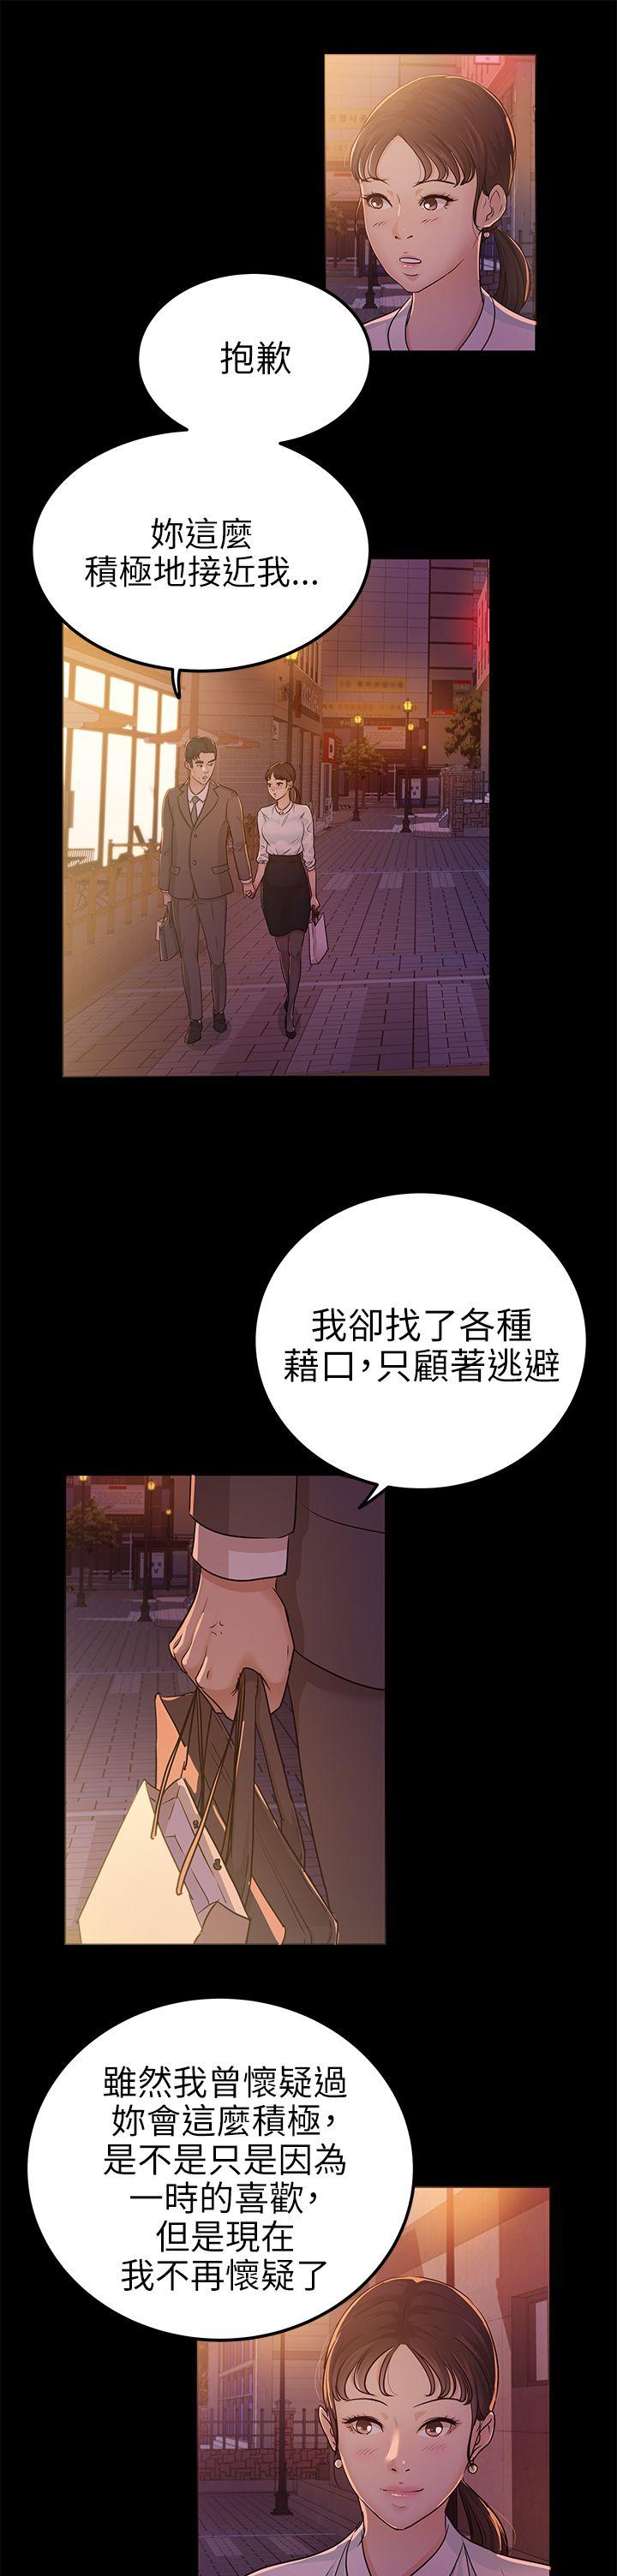 抱歉
妳這麼
積極地接近我...
我卻找了各種
藉口,只顧著逃避
雖然我曾懷疑過
妳會這麼積極,
是不是只是因為
一時的喜歡,
但是現在
我不再懷疑了